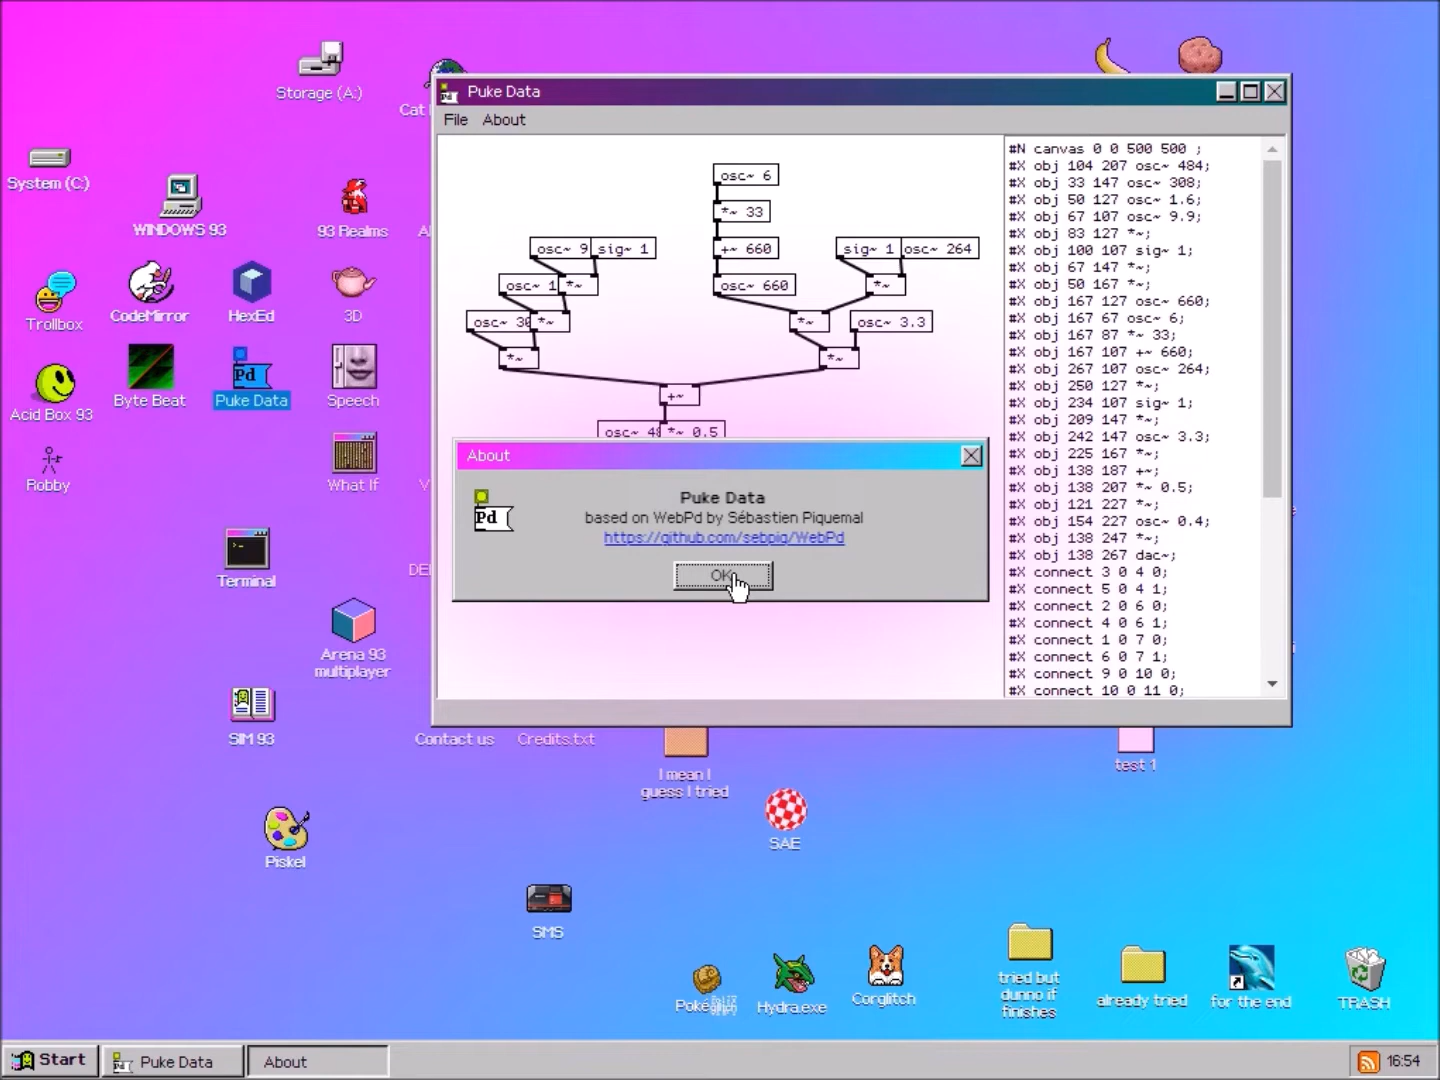 Storage (A:)
System (C:)
WINDOWS 93
93 Realms
Trollbox
CodeMirror
HexEd
3D
Acid Box 93
Byte Beat
Puke Data
Speech
Robby
What If
Terminal
Arena 93
multiplayer
SIM 93
Piskel
Cat
Puke Data
File About
osc~ 6
*~ 33
osc~ 9 sig~ 1
+~ 660
sig~ 1 osc~ 264
osc~ 1 *~
osc~ 660
*~
osc~ 30 *~
*~
osc~ 3.3
*~
*~
+~
osc~ 48 *~ 0.5
#N canvas 0 0 500 500 ;
#X obj 104 207 osc~ 484;
#X obj 33 147 osc~ 308;
#X obj 50 127 osc~ 1.6;
#X obj 67 107 osc~ 9.9;
#X obj 83 127 *~;
#X obj 100 107 sig~ 1;
#X obj 67 147 *~;
#X obj 50 167 *~;
#X obj 167 127 osc~ 660;
#X obj 167 67 osc~ 6;
#X obj 167 87 *~ 33;
#X obj 167 107 +~ 660;
#X obj 267 107 osc~ 264;
#X obj 250 127 *~;
#X obj 234 107 sig~ 1;
#X obj 209 147 *~;
#X obj 242 147 osc~ 3.3;
#X obj 225 167 *~;
#X obj 138 187 +~;
#X obj 138 207 *~ 0.5;
#X obj 121 227 *~;
#X obj 154 227 osc~ 0.4;
#X obj 138 247 *~;
#X obj 138 267 dac~;
#X connect 3 0 4 0;
#X connect 5 0 4 1;
#X connect 2 0 6 0;
#X connect 4 0 6 1;
#X connect 1 0 7 0;
#X connect 6 0 7 1;
#X connect 9 0 10 0;
#X connect 10 0 11 0;
About
Pd
Puke Data
based on WebPd by Sébastien Piquemal
https://github.com/sebpiq/WebPd
OK
Contact us
Credits.txt
I mean I
guess I tried
test 1
SAE
SMS
Hydra.exe
Corglitch
tried but
dunno if
finishes
already tried
for the end
TRASH
Start
Puke Data
About
16:54